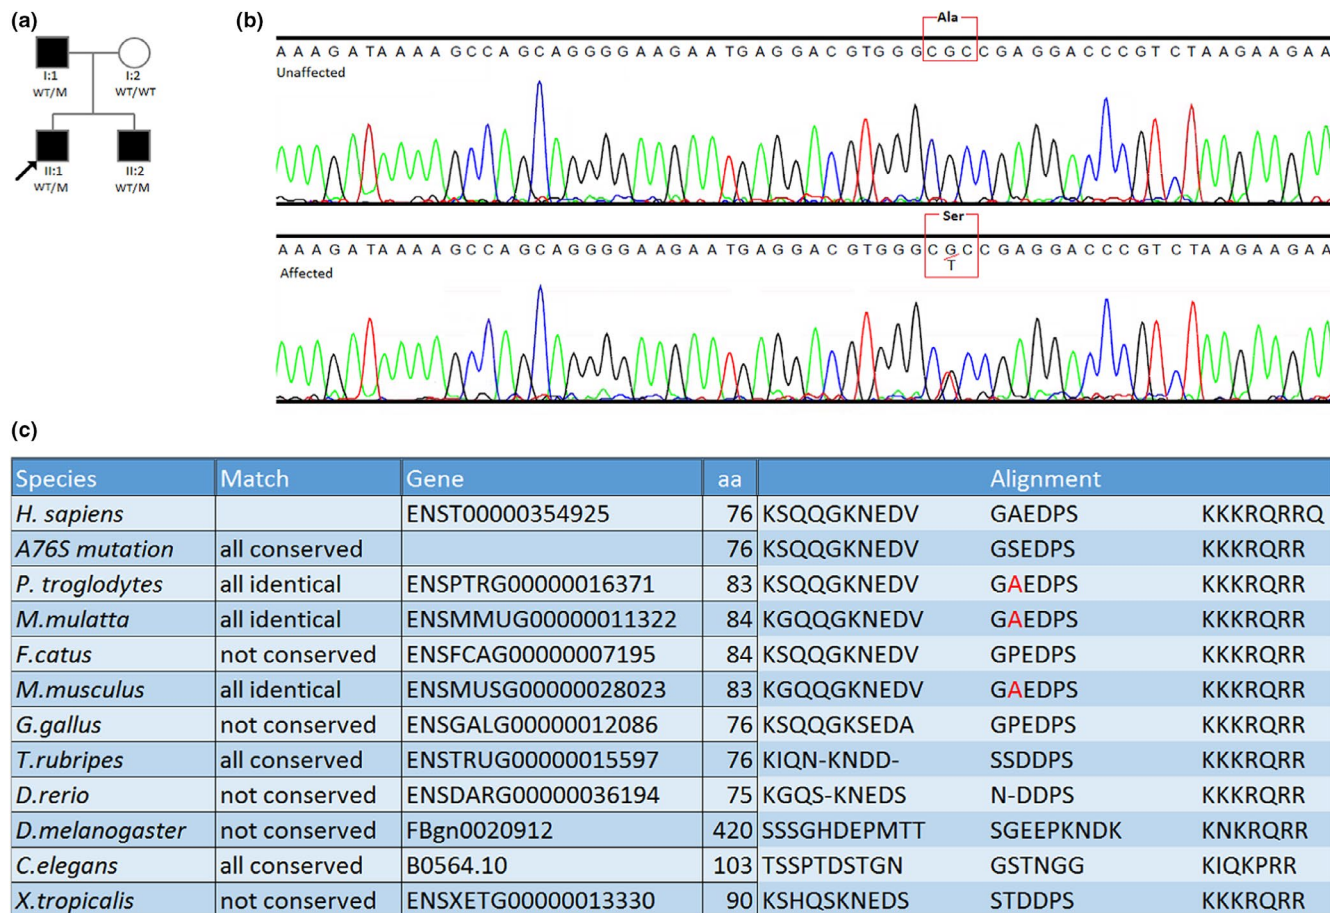 (a)
I:1
WT/M
I:2
WT/WT
II:1
WT/M
II:2
WT/M
(b)
Ala
A A A G A T A A A A G C C A G C A G G G G A A G A A T G A G G A C G T G G G C G C C G A G G A C C C G T C T A A G A A G A A
Unaffected
Ser
A A A G A T A A A A G C C A G C A G G G G A A G A A T G A G G A C G T G G G C G C C G A G G A C C C G T C T A A G A A G A A
T
Affected
(c)
Species Match Gene aa Alignment
H. sapiens ENST00000354925 76 KSQQGKNEDV GAEDPS KKKRQRRQ
A76S mutation all conserved 76 KSQQGKNEDV GSEDPS KKKRQRR
P. troglodytes all identical ENSPTRG00000016371 83 KSQQGKNEDV GAEDPS KKKRQRR
M.mulatta all identical ENSMMUG00000011322 84 KGQQGKNEDV GAEDPS KKKRQRR
F.catus not conserved ENSFCAG00000007195 84 KSQQGKNEDV GPEDPS KKKRQRR
M.musculus all identical ENSMUSG00000028023 83 KGQQGKNEDV GAEDPS KKKRQRR
G.gallus not conserved ENSGALG00000012086 76 KSQQGKSEDA GPEDPS KKKRQRR
T.rubripes all conserved ENSTRUG00000015597 76 KIQN-KNDD- SSDDPS KKKRQRR
D.rerio not conserved ENSDARG00000036194 75 KGQS-KNEDS N-DDPS KKKRQRR
D.melanogaster not conserved FBgn0020912 420 SSSGHDEPMTT SGEEPKNDK KNKRQRR
C.elegans all conserved B0564.10 103 TSSPTDSTGN GSTNGG KIQKPRR
X.tropicalis not conserved ENSXETG00000013330 90 KSHQSKNEDS STDDPS KKKRQRR